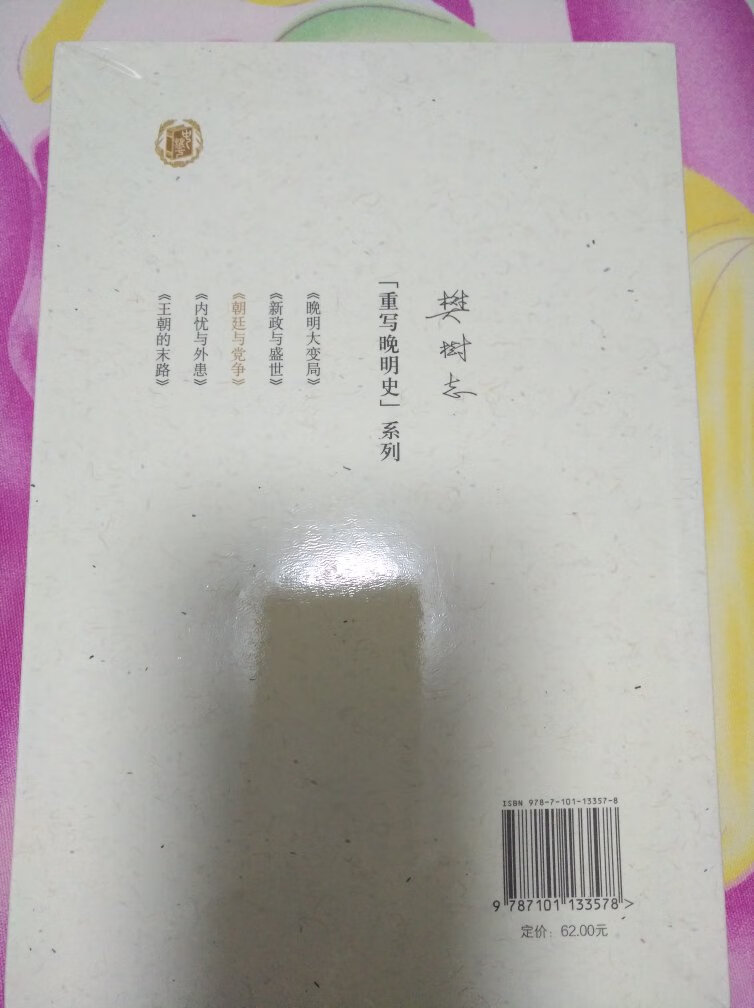 樊树志
「重写晚明史」系列
《晚明大变局》
《新政与盛世》
《朝廷与党争》
《内忧与外患》
《王朝的末路》
ISBN 978-7-101-13357-8
9 787101 133578 >
定价：62.00元